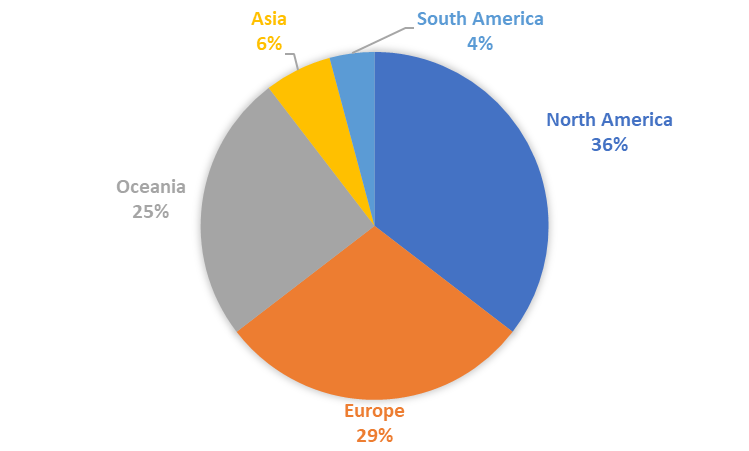 Asia
6%
South America
4%
North America
36%
Oceania
25%
Europe
29%